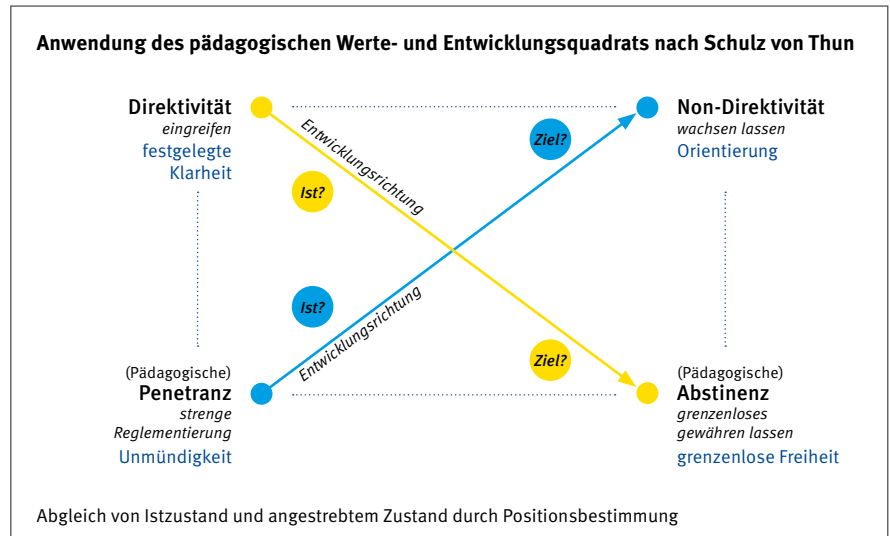 Anwendung des pädagogischen Werte- und Entwicklungsquadrats nach Schulz von Thun
Direktivität
eingreifen
festgelegte
Klarheit
Entwicklungsrichtung
Ist?
Ziel?
Non-Direktivität
wachsen lassen
Orientierung
Ist?
Entwicklungsrichtung
Ziel?
(Pädagogische)
Penetranz
strenge
Reglementierung
Unmündigkeit
(Pädagogische)
Abstinenz
grenzenloses
gewähren lassen
grenzenlose Freiheit
Abgleich von Istzustand und angestrebtem Zustand durch Positionsbestimmung